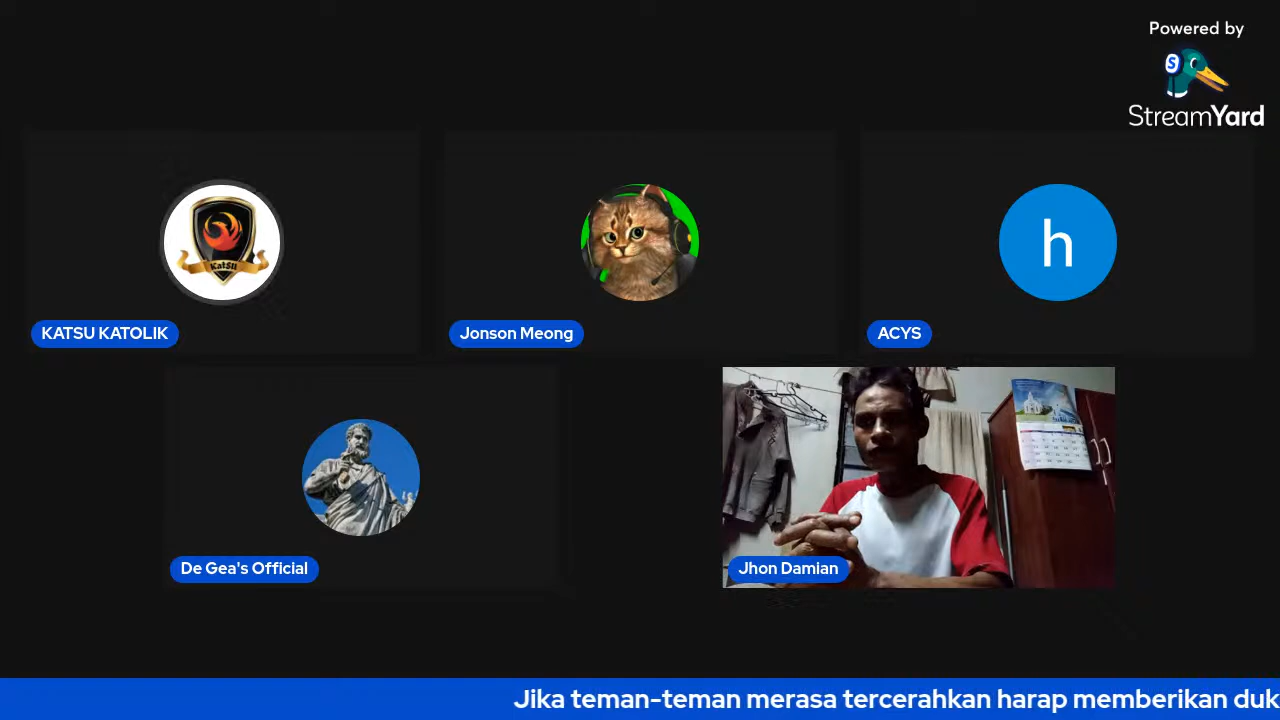 Powered by
StreamYard
KatSU
KATSU KATOLIK
Jonson Meong
h
ACYS
De Gea's Official
Jhon Damian
Jika teman-teman merasa tercerahkan harap memberikan duk